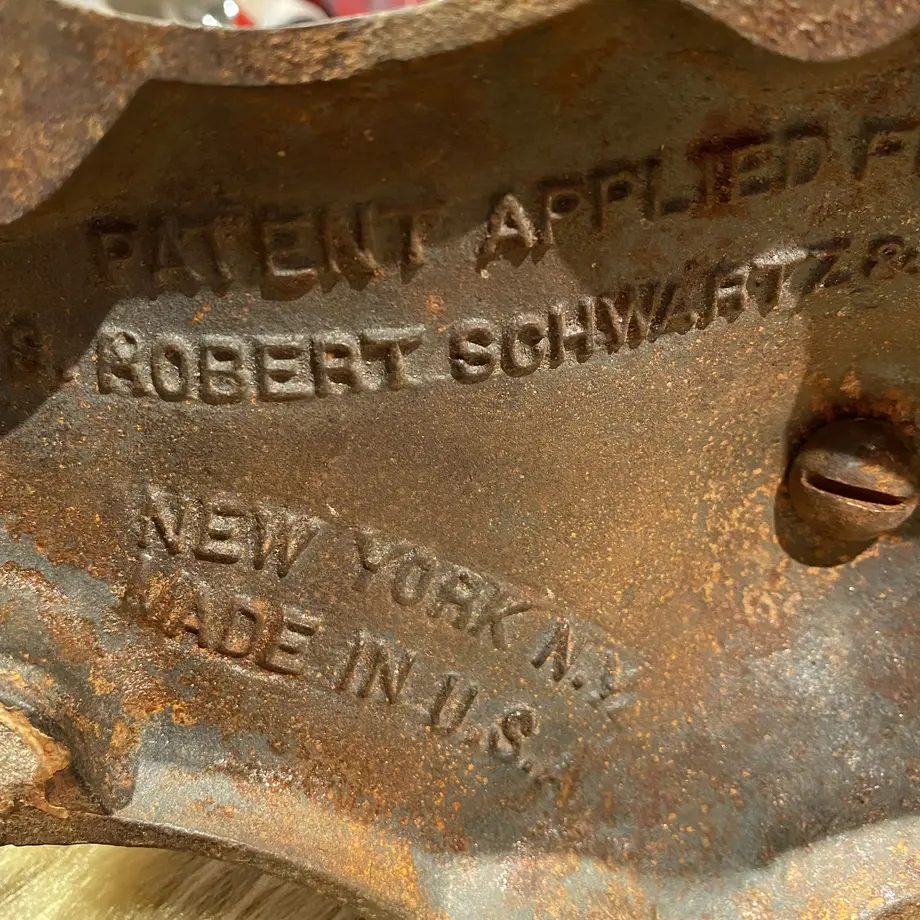 PATENT APPLIED F
S. ROBERT SCHWARTZ &
NEW YORK N.Y.
MADE IN U.S.A